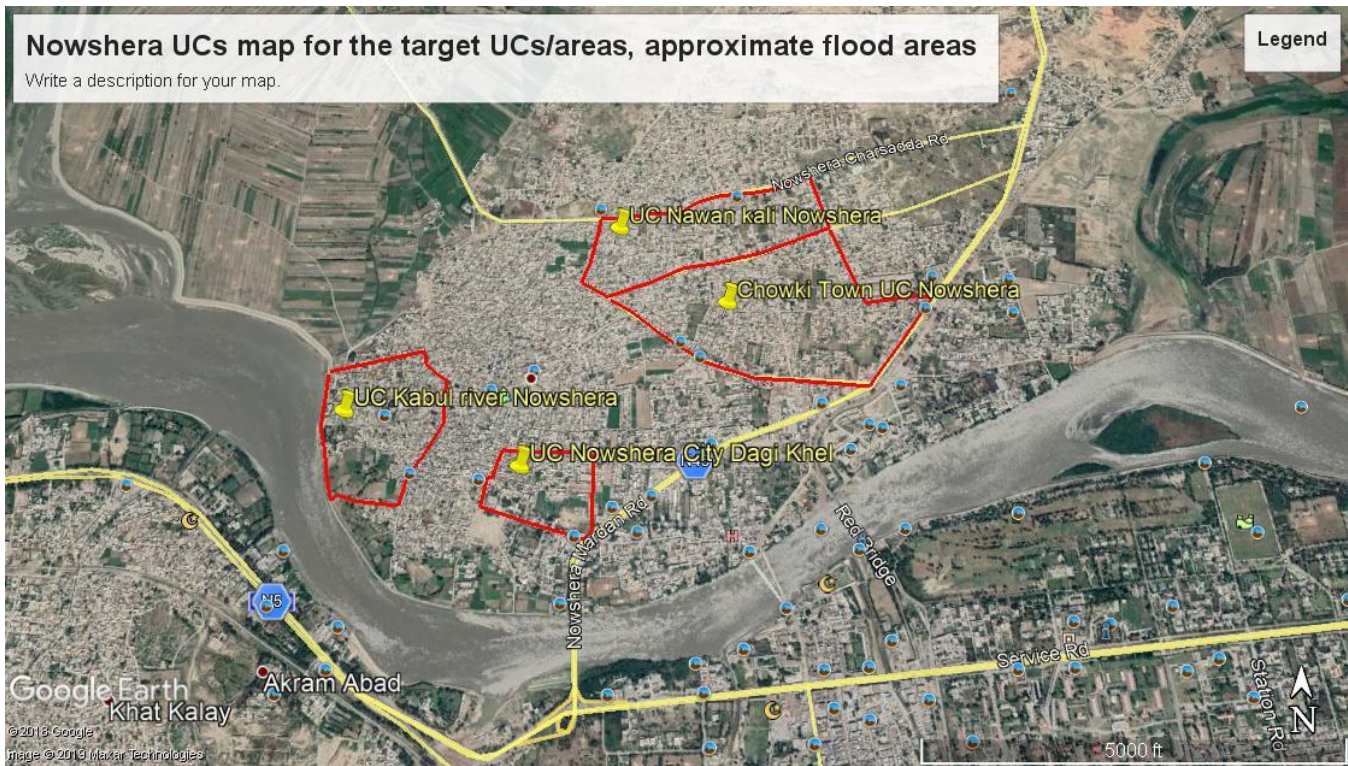 Nowshera UCs map for the target UCs/areas, approximate flood areas
Write a description for your map.
Legend
Nowshera Charsadda Rd
UC Nawan kali Nowshera
Chowki Town UC Nowshera
UC Kabul river Nowshera
UC Nowshera City Dagi Khel
N45
Nowshera Mardan Rd
Red Bridge
H
N5
Service Rd
Station Rd
Akram Abad
Khat Kalay
Google Earth
N
© 2018 Google
Image © 2019 Maxar Technologies
5000 ft